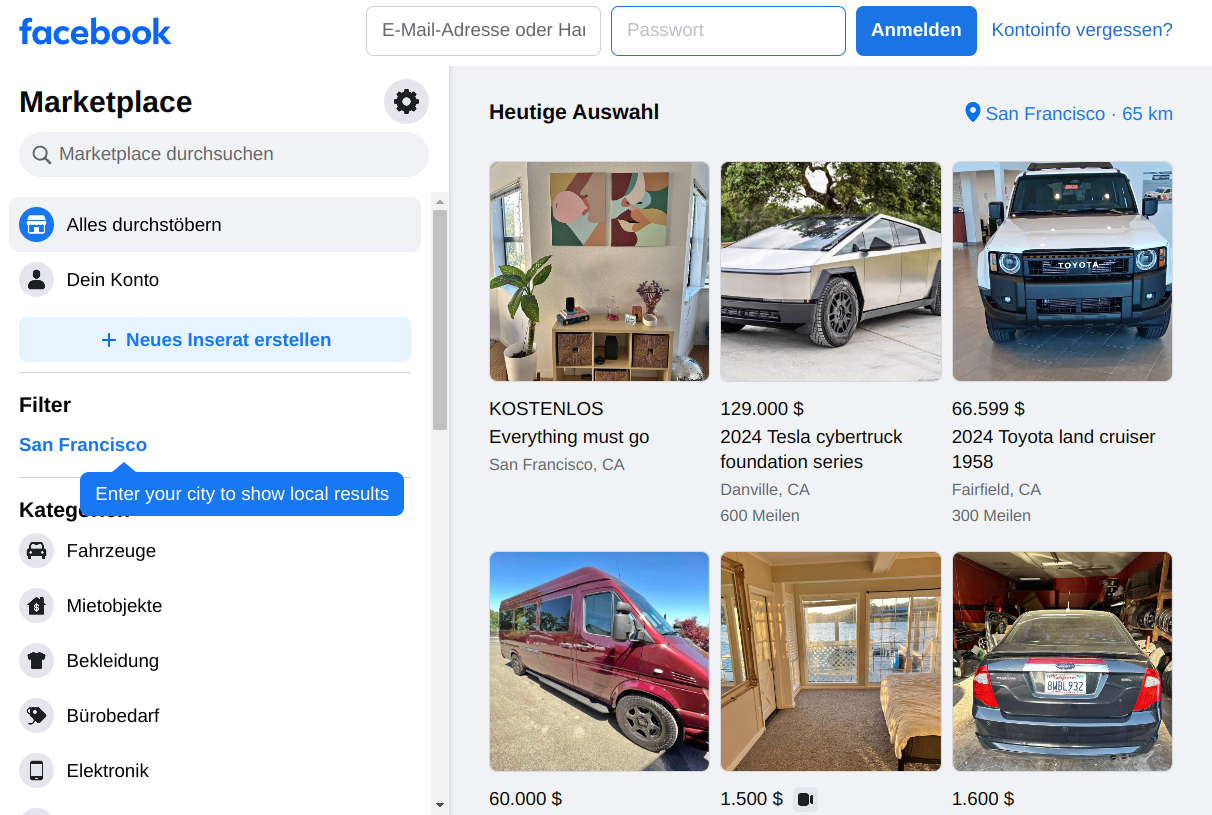 facebook
E-Mail-Adresse oder Han
Passwort
Anmelden
Kontoinfo vergessen?
Marketplace
Marketplace durchsuchen
Alles durchstöbern
Dein Konto
Neues Inserat erstellen
Filter
San Francisco
Enter your city to show local results
Kategorien
Fahrzeuge
Mietobjekte
Bekleidung
Bürobedarf
Elektronik
Heutige Auswahl
San Francisco · 65 km
TOYOTA
KOSTENLOS
Everything must go
San Francisco, CA
129.000 $
2024 Tesla cybertruck
foundation series
Danville, CA
600 Meilen
66.599 $
2024 Toyota land cruiser
1958
Fairfield, CA
300 Meilen
8WBL932
60.000 $
1.500 $
1.600 $